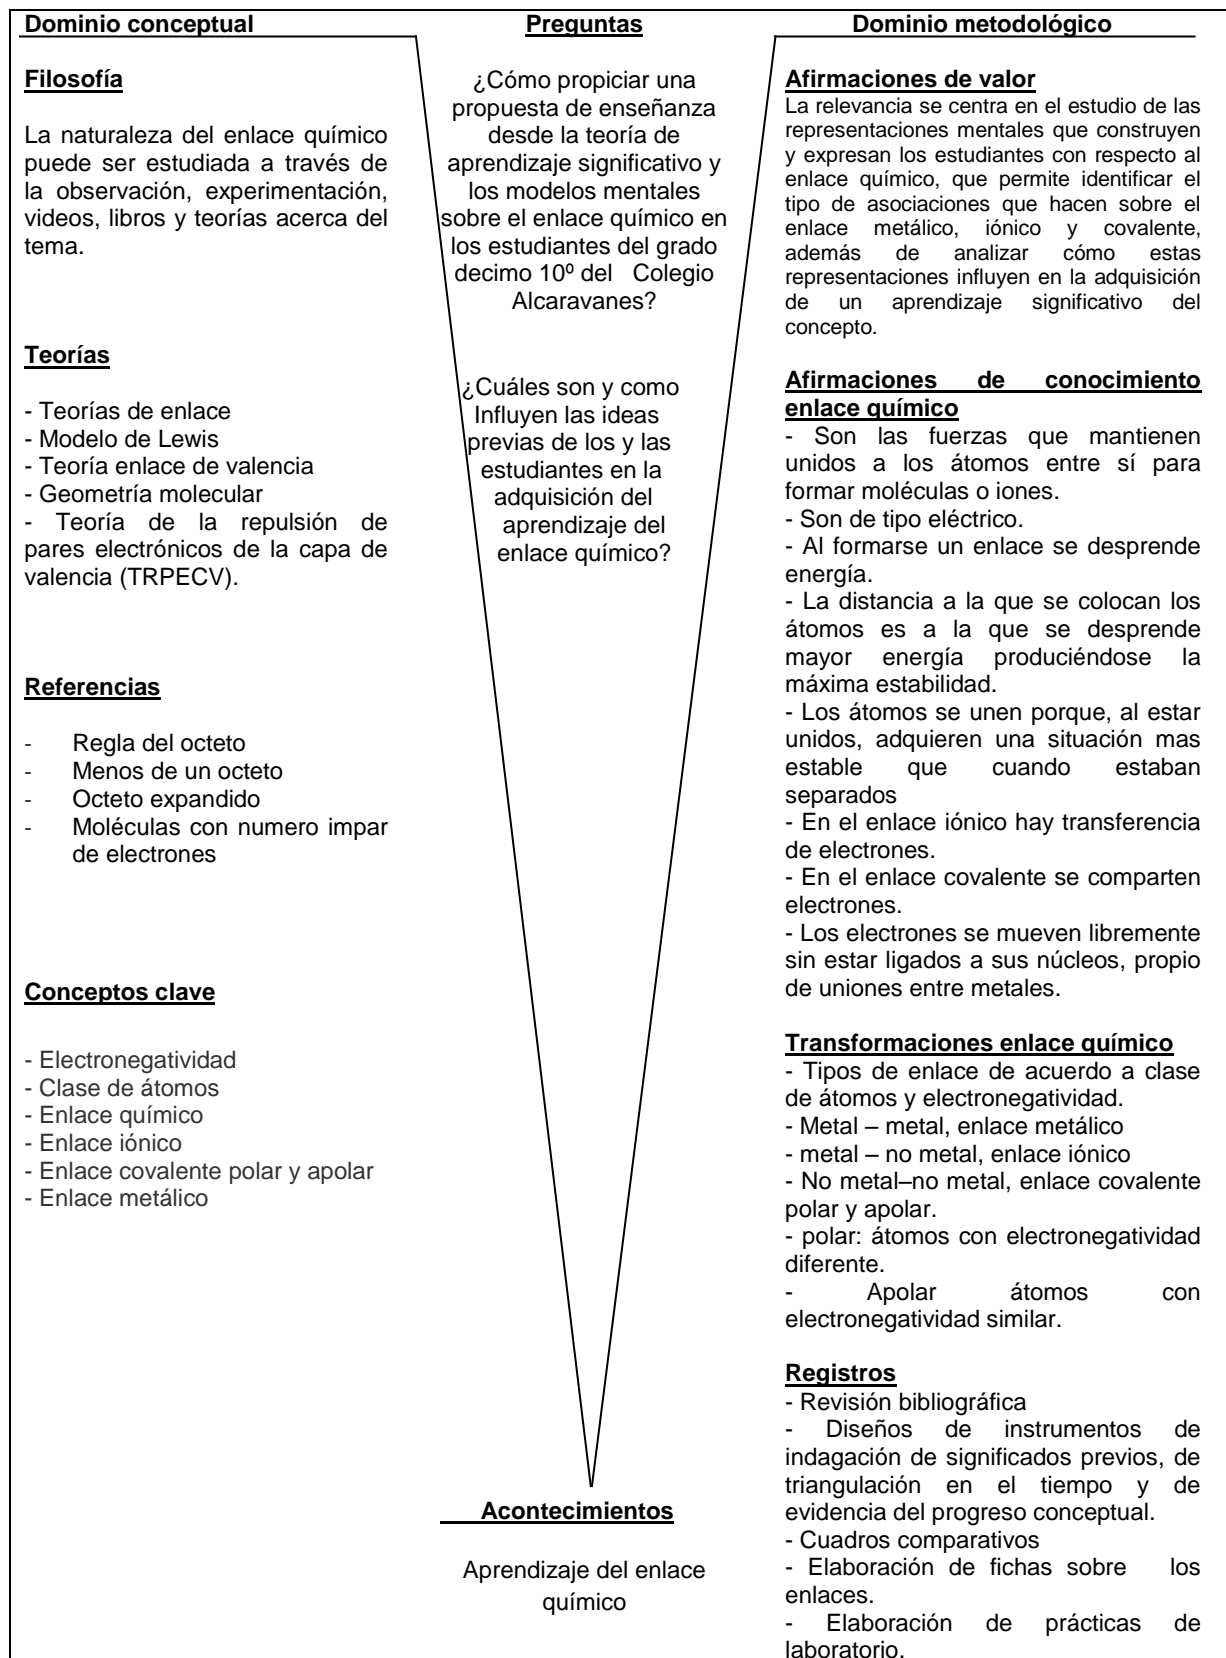 Dominio conceptual
Filosofía
La naturaleza del enlace químico
puede ser estudiada a través de
la observación, experimentación,
videos, libros y teorías acerca del
tema.
Teorías
- Teorías de enlace
- Modelo de Lewis
- Teoría enlace de valencia
- Geometría molecular
- Teoría de la repulsión de
pares electrónicos de la capa de
valencia (TRPECV).
Referencias
- Regla del octeto
- Menos de un octeto
- Octeto expandido
- Moléculas con numero impar
de electrones
Conceptos clave
- Electronegatividad
- Clase de átomos
- Enlace químico
- Enlace iónico
- Enlace covalente polar y apolar
- Enlace metálico
Preguntas
¿Cómo propiciar una
propuesta de enseñanza
desde la teoría de
aprendizaje significativo y
los modelos mentales
sobre el enlace químico en
los estudiantes del grado
decimo 10º del Colegio
Alcaravanes?
¿Cuáles son y como
Influyen las ideas
previas de los y las
estudiantes en la
adquisición del
aprendizaje del
enlace químico?
Acontecimientos
Aprendizaje del enlace
químico
Dominio metodológico
Afirmaciones de valor
La relevancia se centra en el estudio de las
representaciones mentales que construyen
y expresan los estudiantes con respecto al
enlace químico, que permite identificar el
tipo de asociaciones que hacen sobre el
enlace metálico, iónico y covalente,
además de analizar cómo estas
representaciones influyen en la adquisición
de un aprendizaje significativo del
concepto.
Afirmaciones de conocimiento
enlace químico
- Son las fuerzas que mantienen
unidos a los átomos entre sí para
formar moléculas o iones.
- Son de tipo eléctrico.
- Al formarse un enlace se desprende
energía.
- La distancia a la que se colocan los
átomos es a la que se desprende
mayor energía produciéndose la
máxima estabilidad.
- Los átomos se unen porque, al estar
unidos, adquieren una situación mas
estable que cuando estaban
separados
- En el enlace iónico hay transferencia
de electrones.
- En el enlace covalente se comparten
electrones.
- Los electrones se mueven libremente
sin estar ligados a sus núcleos, propio
de uniones entre metales.
Transformaciones enlace químico
- Tipos de enlace de acuerdo a clase
de átomos y electronegatividad.
- Metal – metal, enlace metálico
- metal – no metal, enlace iónico
- No metal–no metal, enlace covalente
polar y apolar.
- polar: átomos con electronegatividad
diferente.
- Apolar átomos con
electronegatividad similar.
Registros
- Revisión bibliográfica
- Diseños de instrumentos de
indagación de significados previos, de
triangulación en el tiempo y de
evidencia del progreso conceptual.
- Cuadros comparativos
- Elaboración de fichas sobre los
enlaces.
- Elaboración de prácticas de
laboratorio.